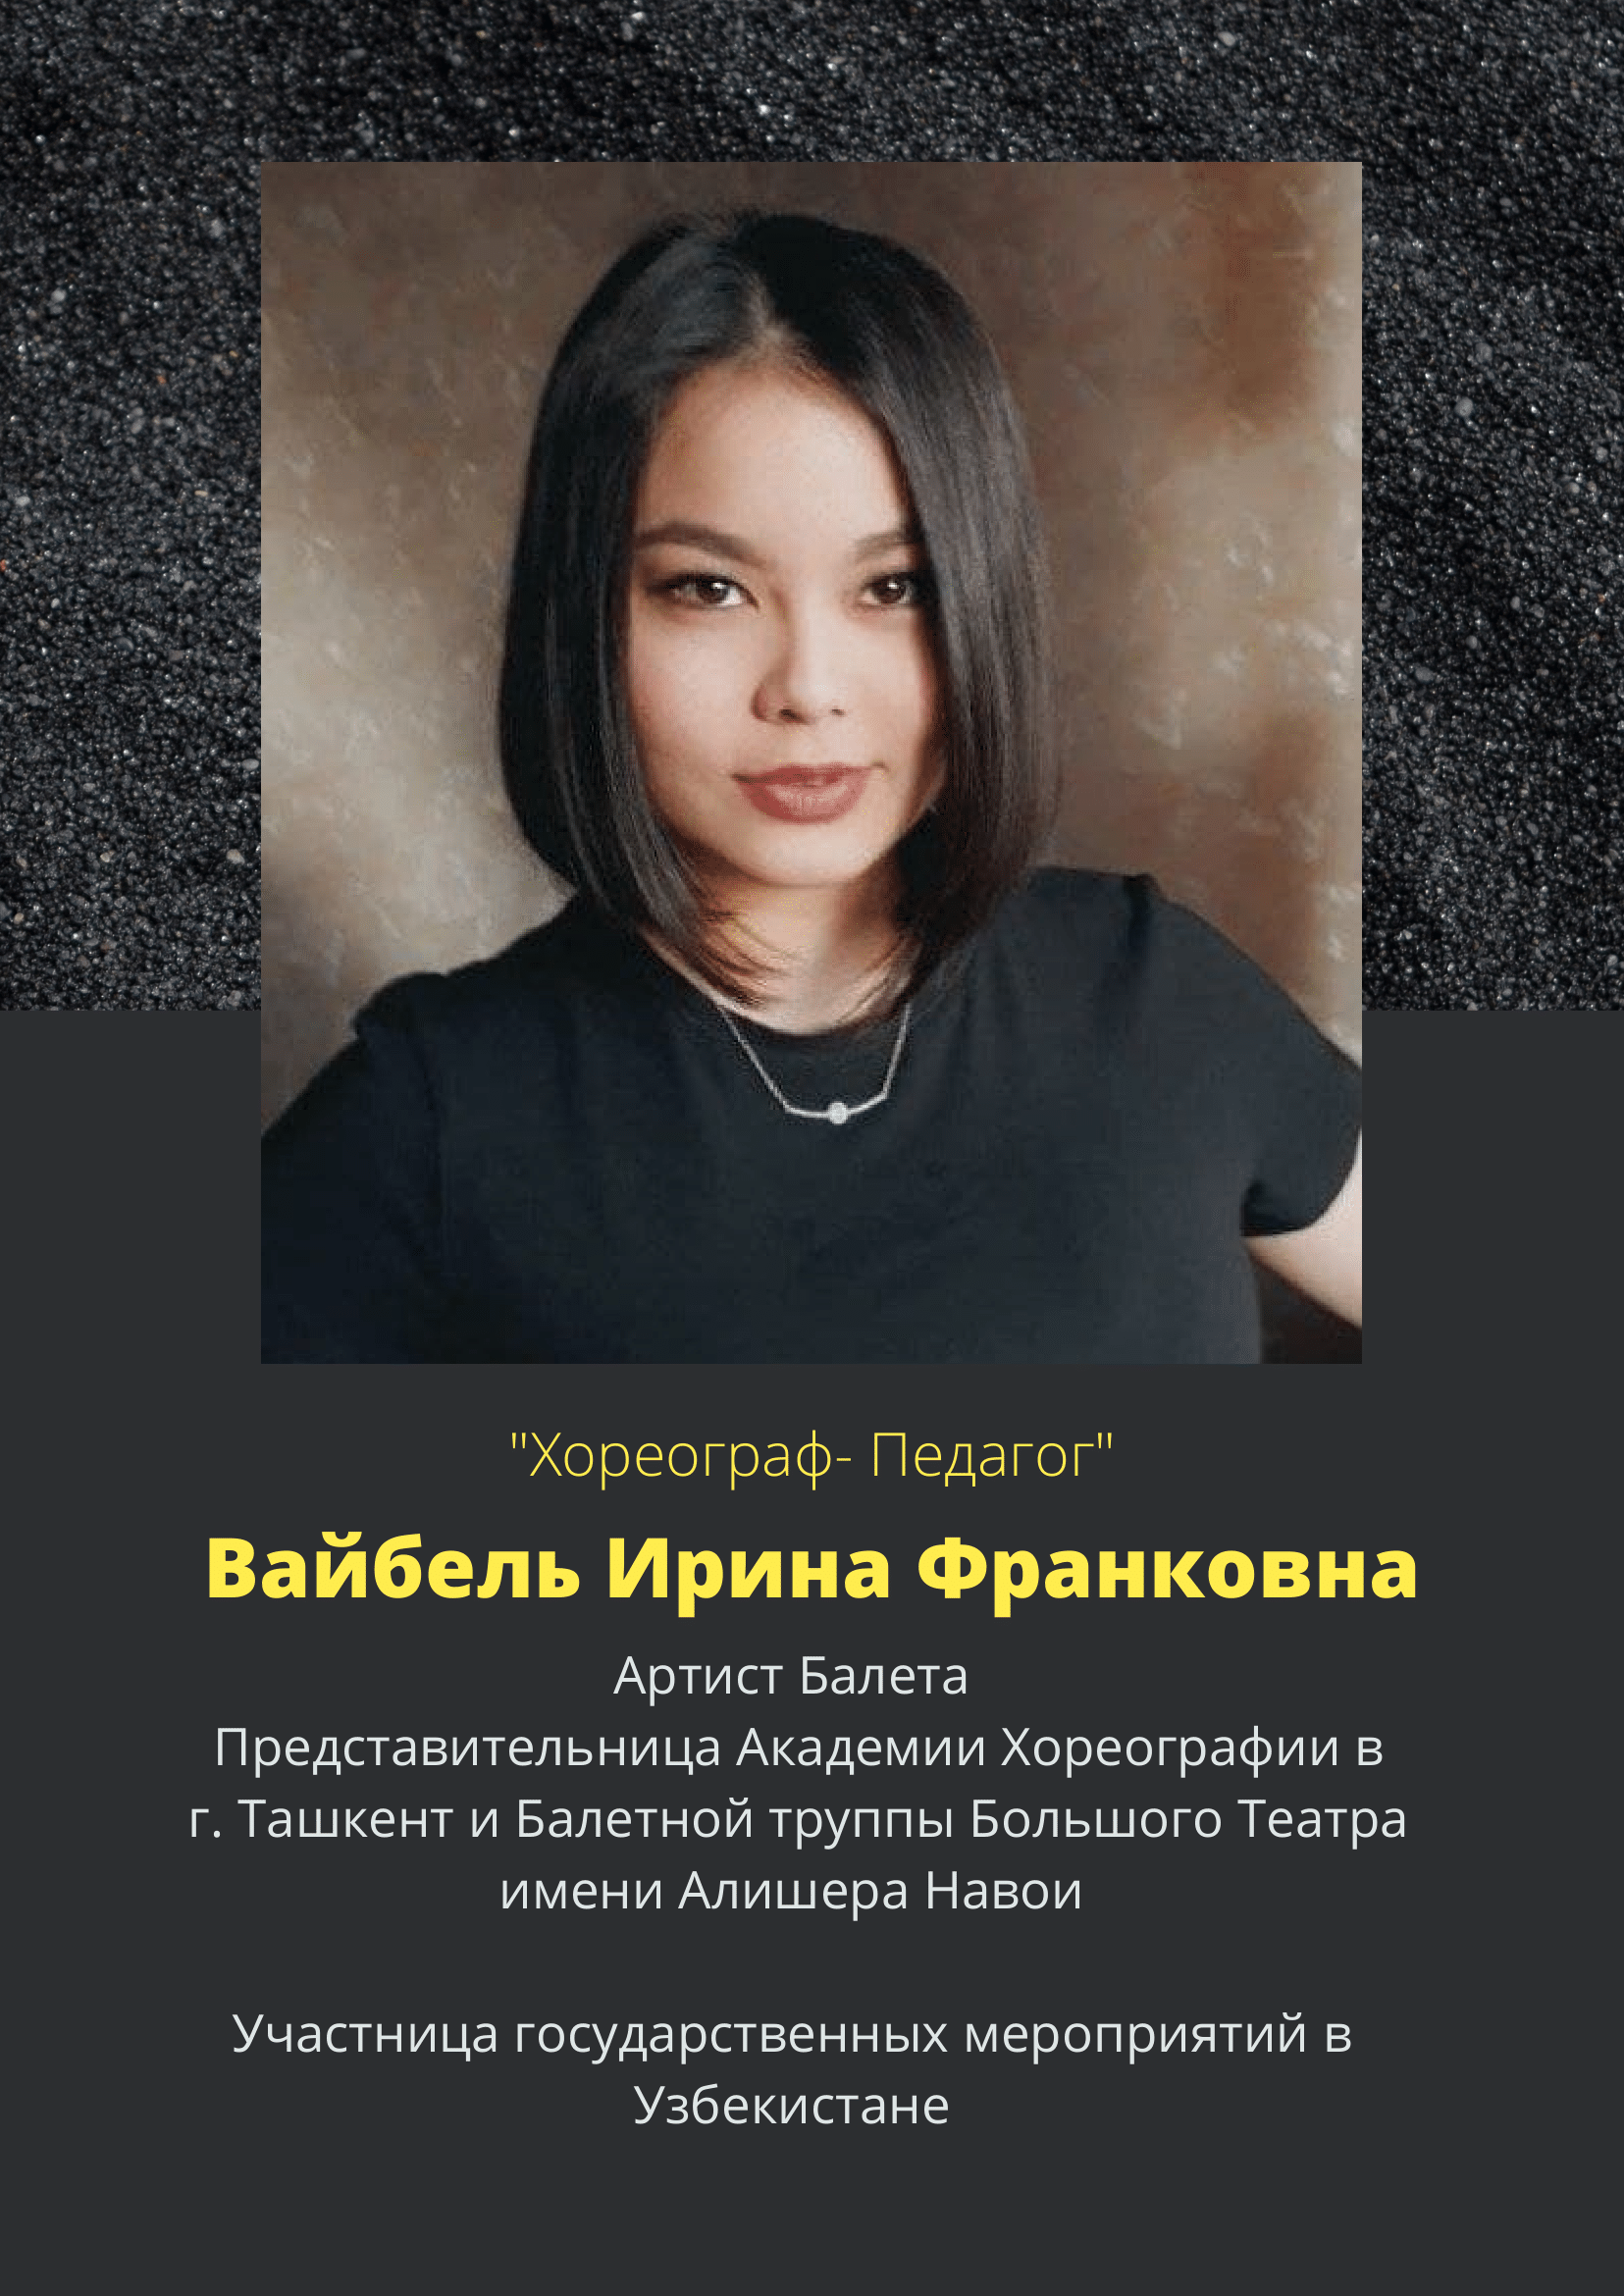 "Хореограф- Педагог"
Вайбель Ирина Франковна
Артист Балета
Представительница Академии Хореографии в
г. Ташкент и Балетной труппы Большого Театра
имени Алишера Навои
Участница государственных мероприятий в
Узбекистане